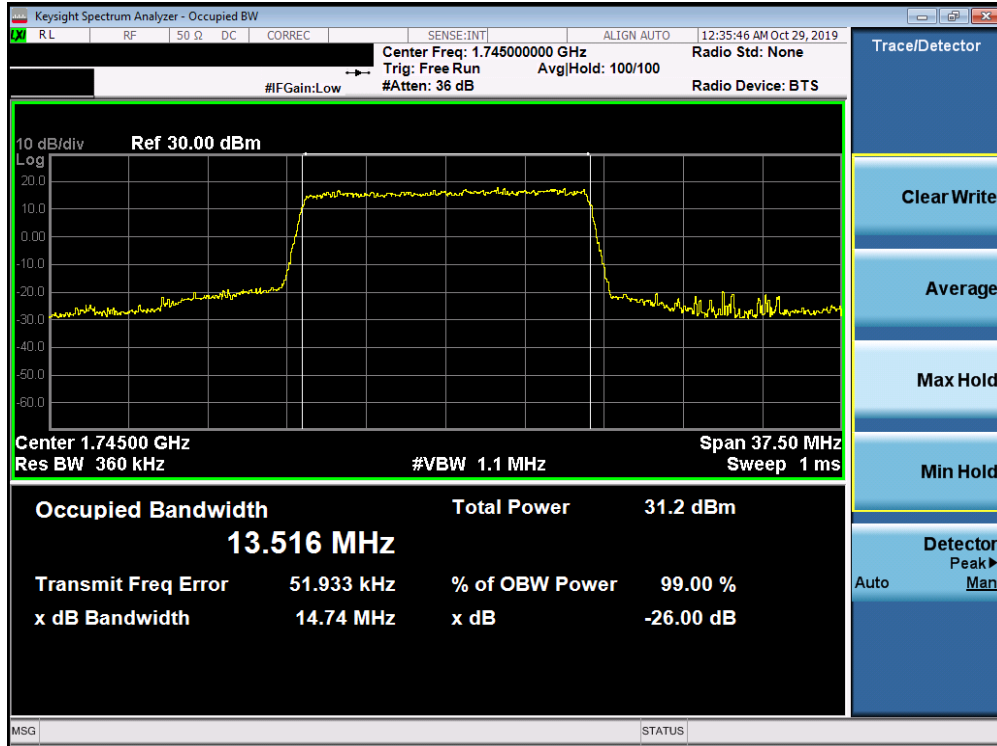 Keysight Spectrum Analyzer - Occupied BW
LXI RL RF 50 Ω DC CORREC SENSE:INT ALIGN AUTO 12:35:46 AM Oct 29, 2019
Center Freq: 1.745000000 GHz Radio Std: None
Trig: Free Run Avg|Hold: 100/100
#IFGain:Low #Atten: 36 dB Radio Device: BTS
10 dB/div Ref 30.00 dBm
Log
20.0
10.0
0.00
-10.0
-20.0
-30.0
-40.0
-50.0
-60.0
Center 1.74500 GHz Span 37.50 MHz
Res BW 360 kHz #VBW 1.1 MHz Sweep 1 ms
Occupied Bandwidth Total Power 31.2 dBm
13.516 MHz
Transmit Freq Error 51.933 kHz % of OBW Power 99.00 %
x dB Bandwidth 14.74 MHz x dB -26.00 dB
MSG STATUS
Trace/Detector
Clear Write
Average
Max Hold
Min Hold
Detector
Peak▶
Auto Man